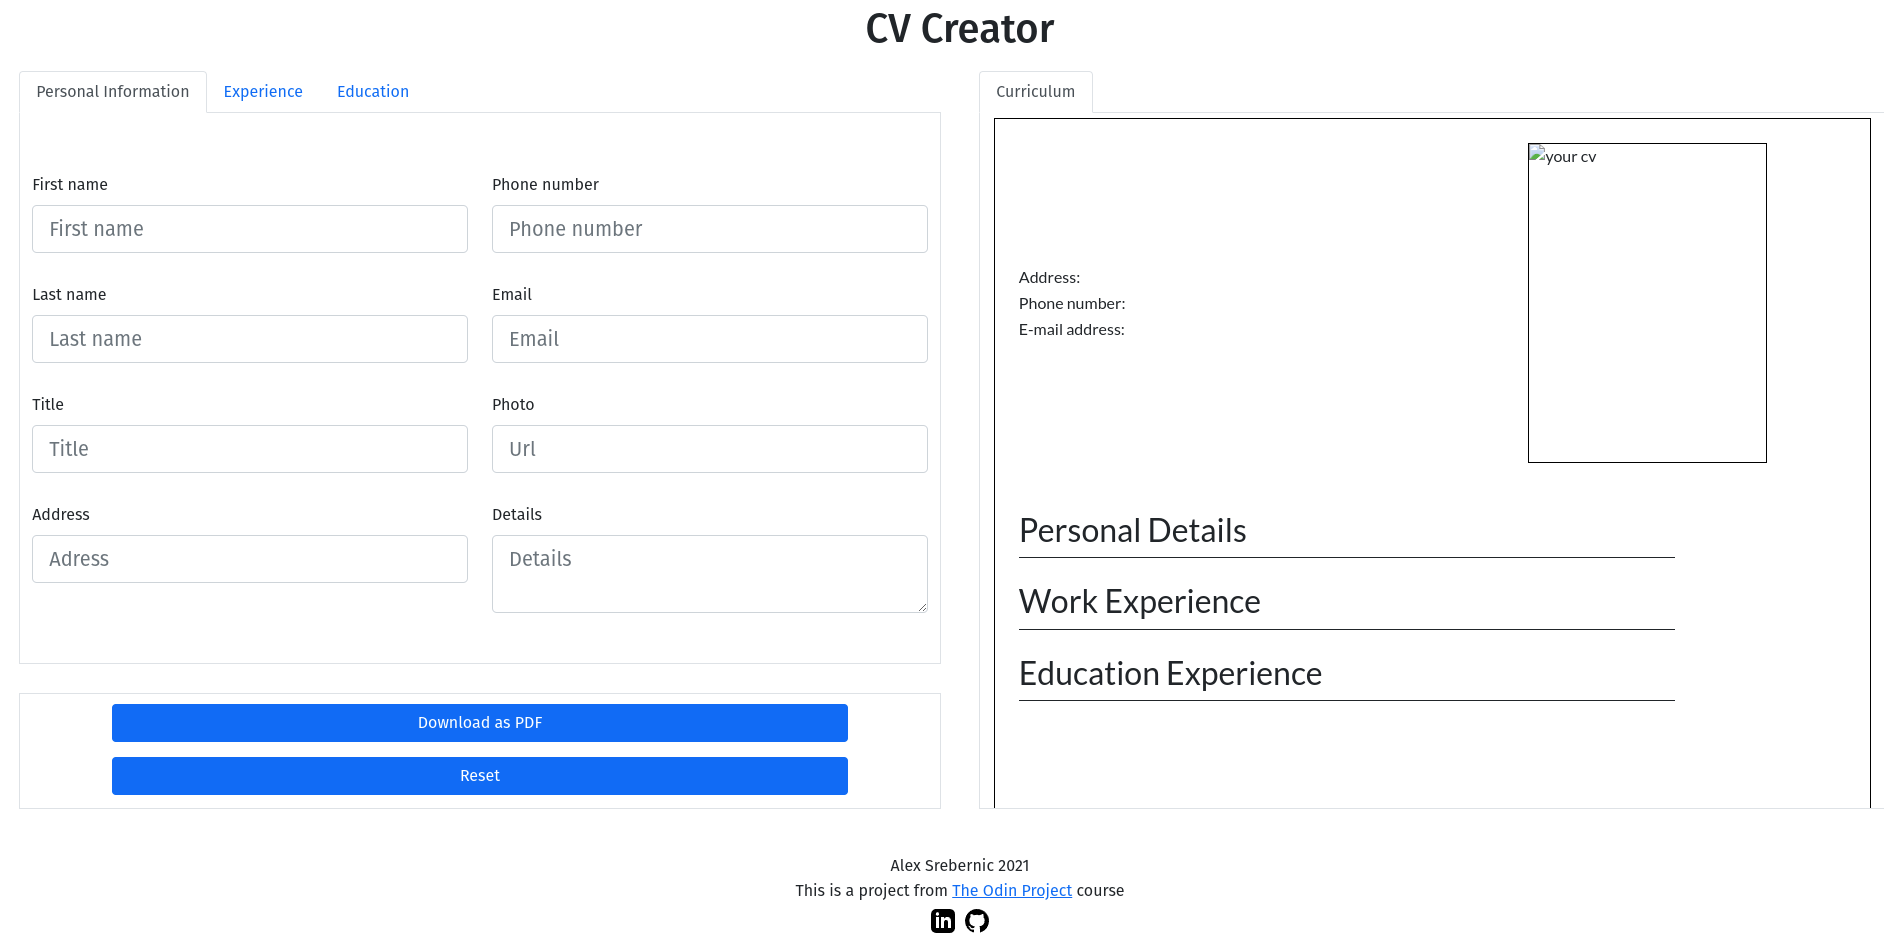 CV Creator
Personal Information Experience Education
First name
First name
Phone number
Phone number
Last name
Last name
Email
Email
Title
Title
Photo
Url
Address
Adress
Details
Details
Download as PDF
Reset
Curriculum
your cv
Address:
Phone number:
E-mail address:
Personal Details
Work Experience
Education Experience
Alex Srebernic 2021
This is a project from The Odin Project course
in